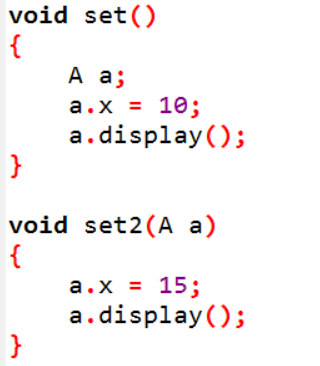 void set()
{
    A a;
    a.x = 10;
    a.display();
}

void set2(A a)
{
    a.x = 15;
    a.display();
}